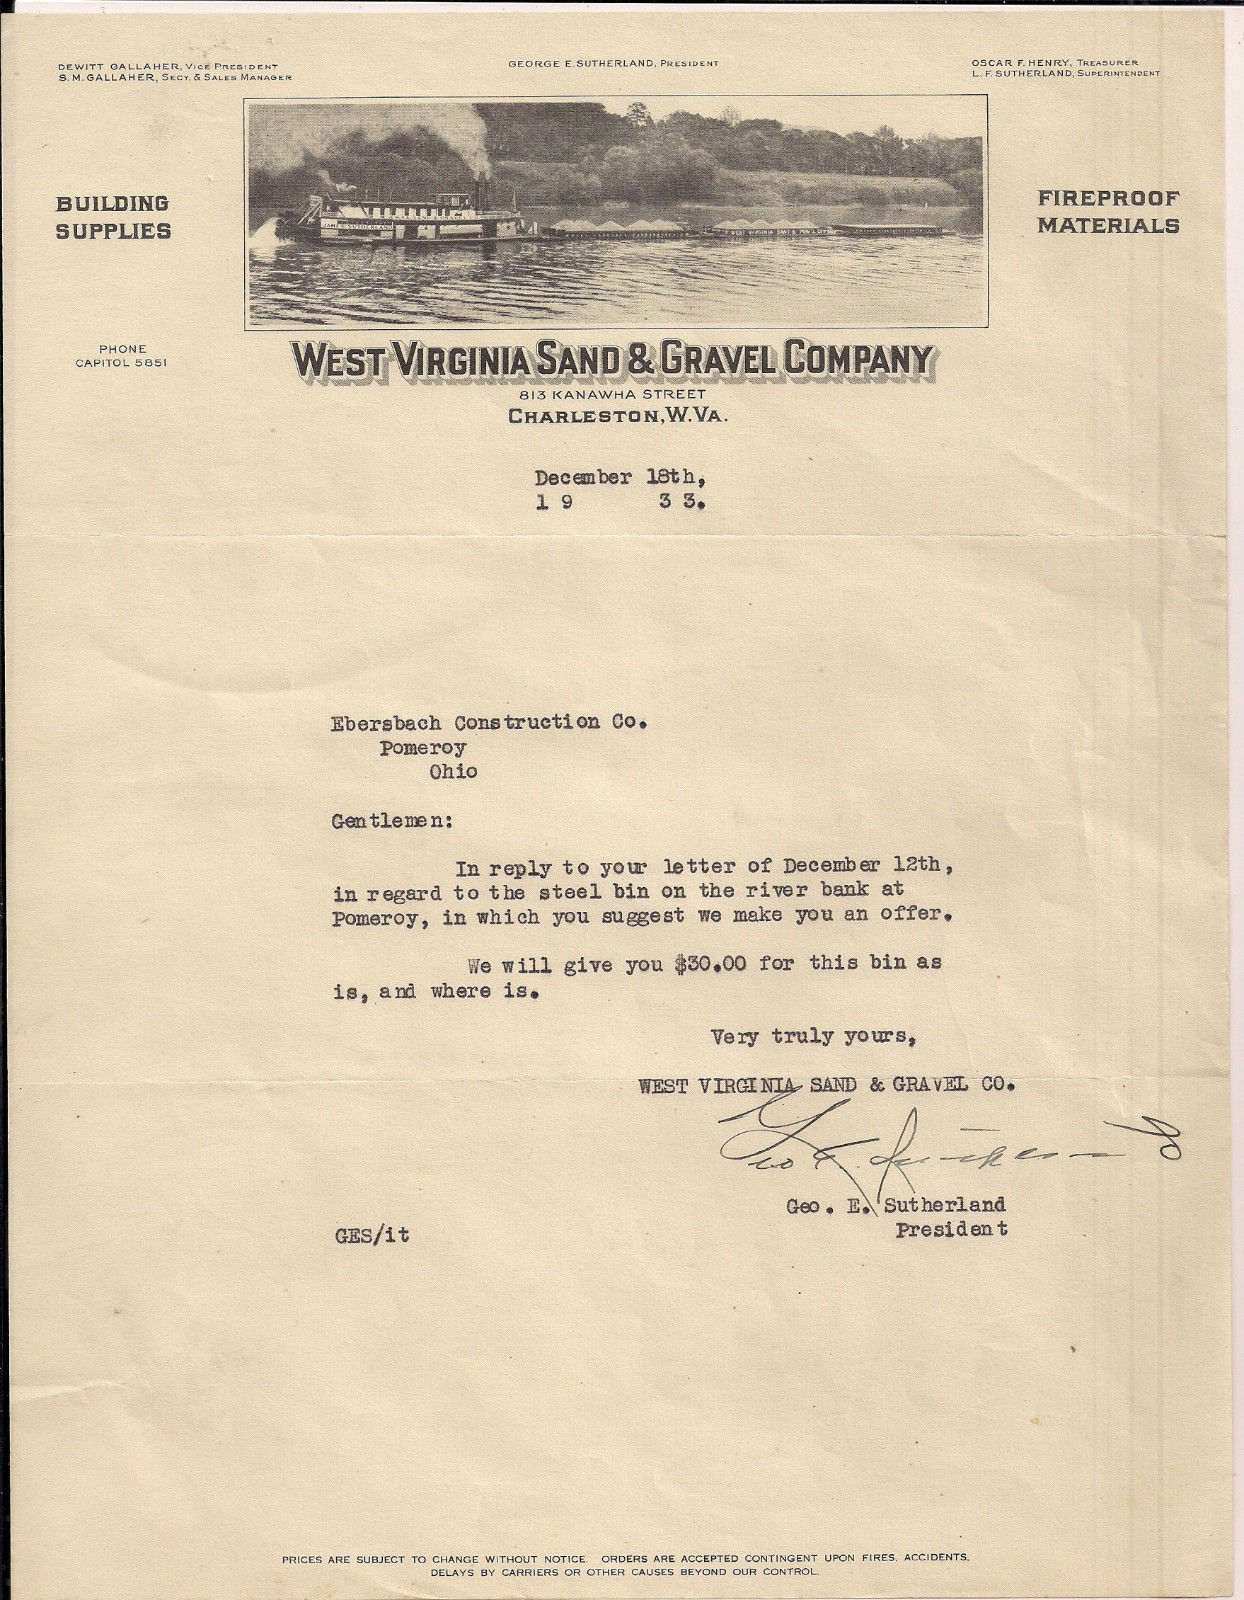 DEWITT GALLAHER, VICE PRESIDENT
S. M. GALLAHER, SECY. & SALES MANAGER
GEORGE E. SUTHERLAND, PRESIDENT
OSCAR F. HENRY, TREASURER
L. F. SUTHERLAND, SUPERINTENDENT
BUILDING
SUPPLIES
FIREPROOF
MATERIALS
PHONE
CAPITOL 5851
WEST VIRGINIA SAND & GRAVEL COMPANY
813 KANAWHA STREET
CHARLESTON, W. VA.
December 18th,
19 33.
Ebersbach Construction Co.
Pomeroy
Ohio
Gentlemen:
In reply to your letter of December 12th,
in regard to the steel bin on the river bank at
Pomeroy, in which you suggest we make you an offer.
We will give you $30.00 for this bin as
is, and where is.
Very truly yours,
WEST VIRGINIA SAND & GRAVEL CO.
Geo. E. Sutherland
Geo. E. Sutherland
President
GES/it
PRICES ARE SUBJECT TO CHANGE WITHOUT NOTICE. ORDERS ARE ACCEPTED CONTINGENT UPON FIRES, ACCIDENTS,
DELAYS BY CARRIERS OR OTHER CAUSES BEYOND OUR CONTROL.